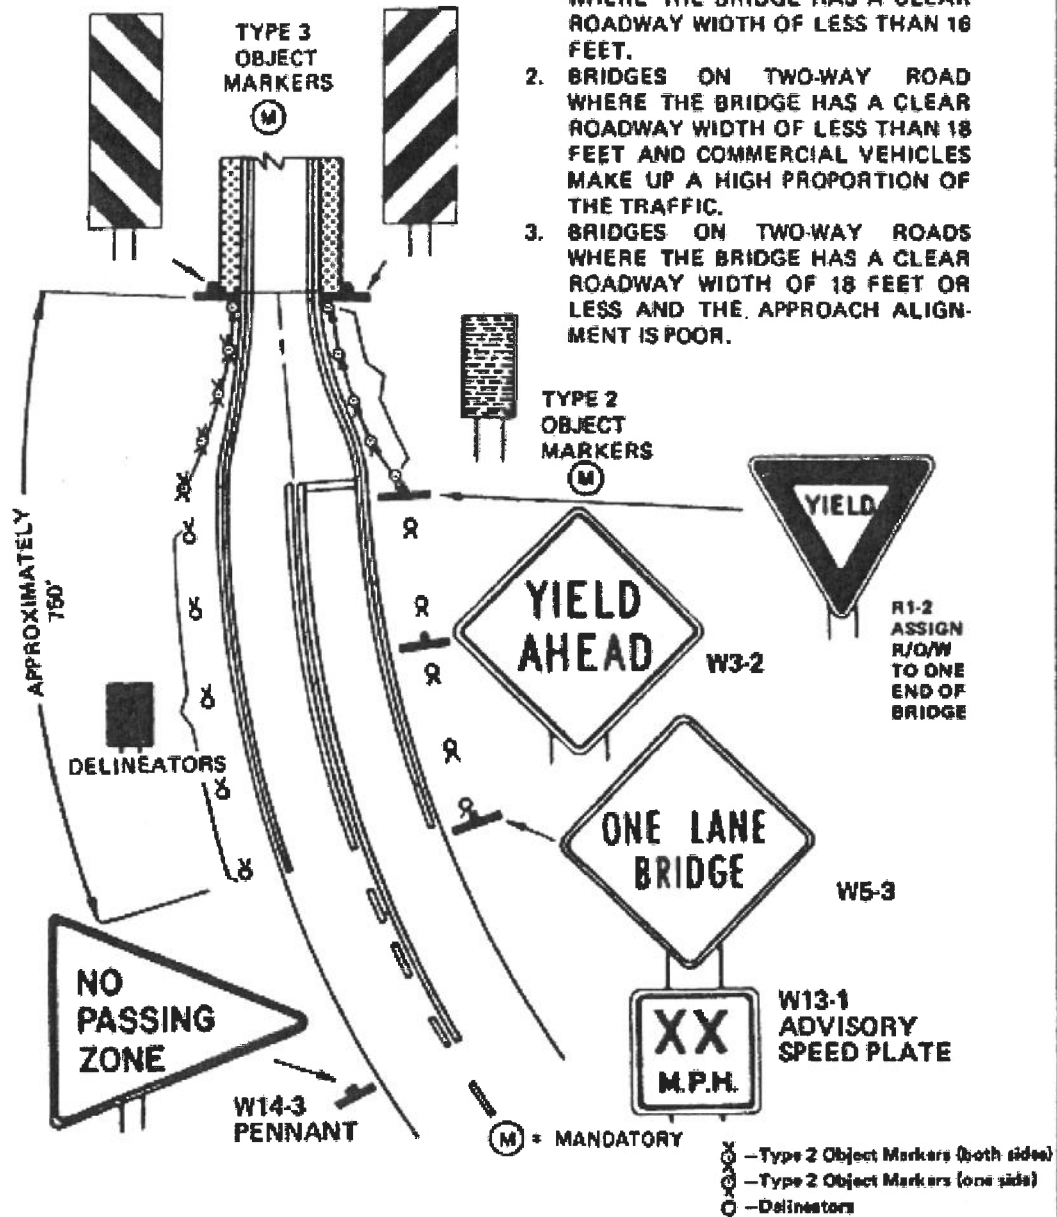 WHERE THE BRIDGE HAS A CLEAR
ROADWAY WIDTH OF LESS THAN 16
FEET.
2. BRIDGES ON TWO-WAY ROAD
WHERE THE BRIDGE HAS A CLEAR
ROADWAY WIDTH OF LESS THAN 18
FEET AND COMMERCIAL VEHICLES
MAKE UP A HIGH PROPORTION OF
THE TRAFFIC.
3. BRIDGES ON TWO-WAY ROADS
WHERE THE BRIDGE HAS A CLEAR
ROADWAY WIDTH OF 18 FEET OR
LESS AND THE APPROACH ALIGN-
MENT IS POOR.
TYPE 3
OBJECT
MARKERS
M
TYPE 2
OBJECT
MARKERS
M
YIELD
R1-2
ASSIGN
R/O/W
TO ONE
END OF
BRIDGE
YIELD
AHEAD
W3-2
APPROXIMATELY
750'
DELINEATORS
ONE LANE
BRIDGE
W5-3
XX
M.P.H.
W13-1
ADVISORY
SPEED PLATE
NO
PASSING
ZONE
W14-3
PENNANT
M = MANDATORY
–Type 2 Object Markers (both sides)
–Type 2 Object Markers (one side)
–Delineators